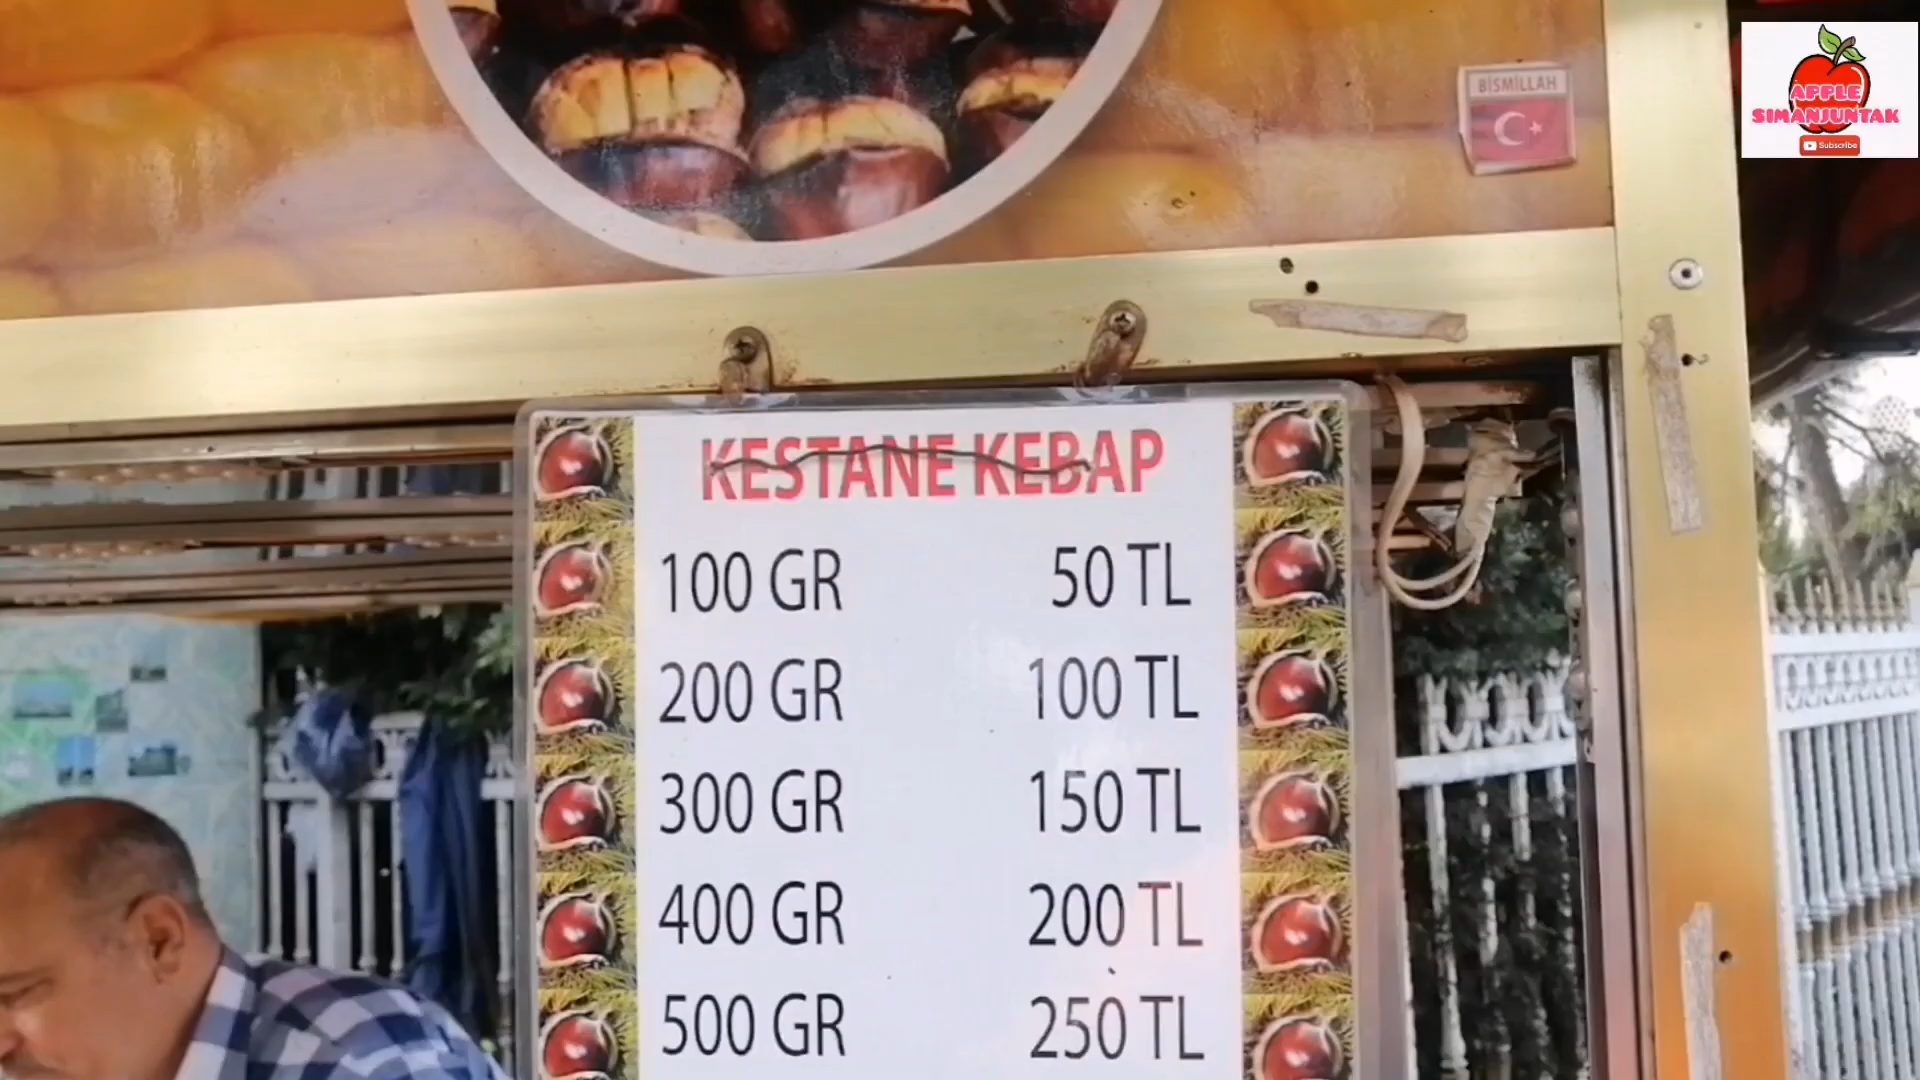 BİSMİLLAH
APPLE
SIMANJUNTAK
Subscribe
KESTANE KEBAP
100 GR 50 TL
200 GR 100 TL
300 GR 150 TL
400 GR 200 TL
500 GR 250 TL